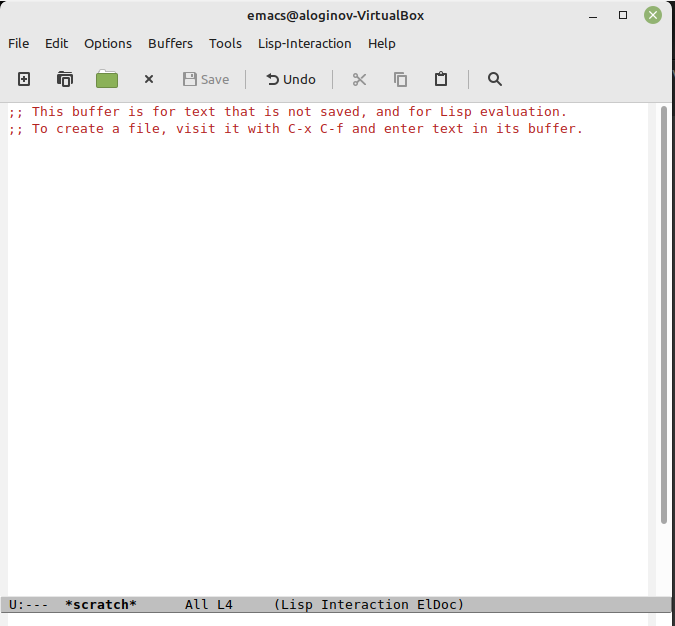 emacs@aloginov-VirtualBox
File Edit Options Buffers Tools Lisp-Interaction Help
Save Undo
;; This buffer is for text that is not saved, and for Lisp evaluation.
;; To create a file, visit it with C-x C-f and enter text in its buffer.
U:--- *scratch* All L4 (Lisp Interaction ElDoc)